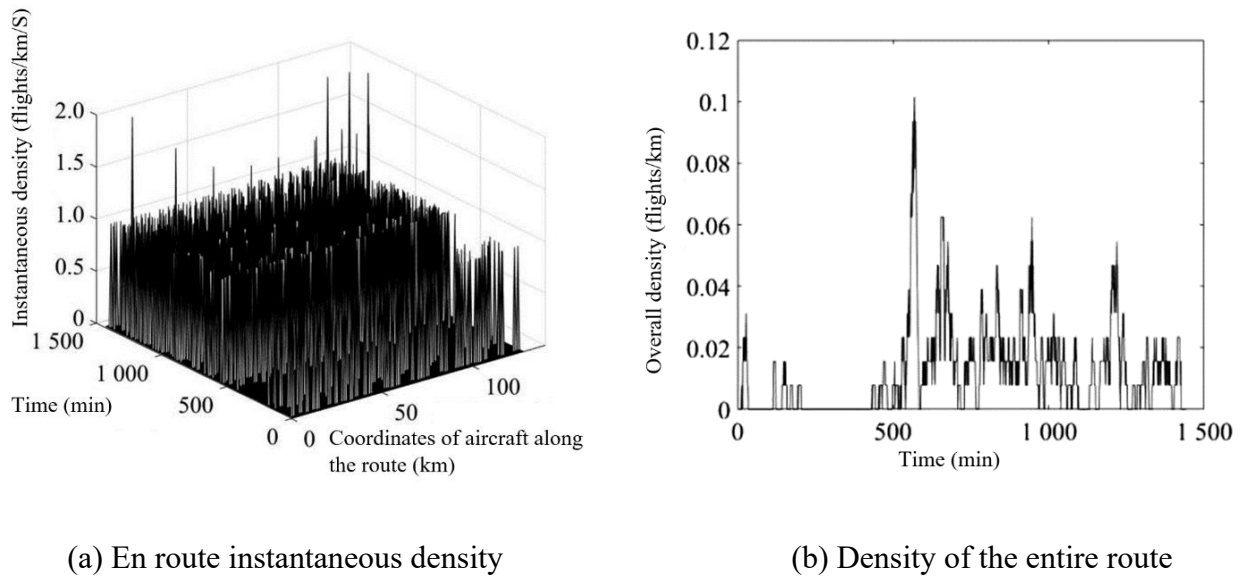 Instantaneous density (flights/km/S)
2.0
1.5
1.0
0.5
0
1 500
1 000
500
0
Time (min)
0
50
100
Coordinates of aircraft along
the route (km)
(a) En route instantaneous density
Overall density (flights/km)
0.12
0.1
0.08
0.06
0.04
0.02
0
0
500
1 000
1 500
Time (min)
(b) Density of the entire route